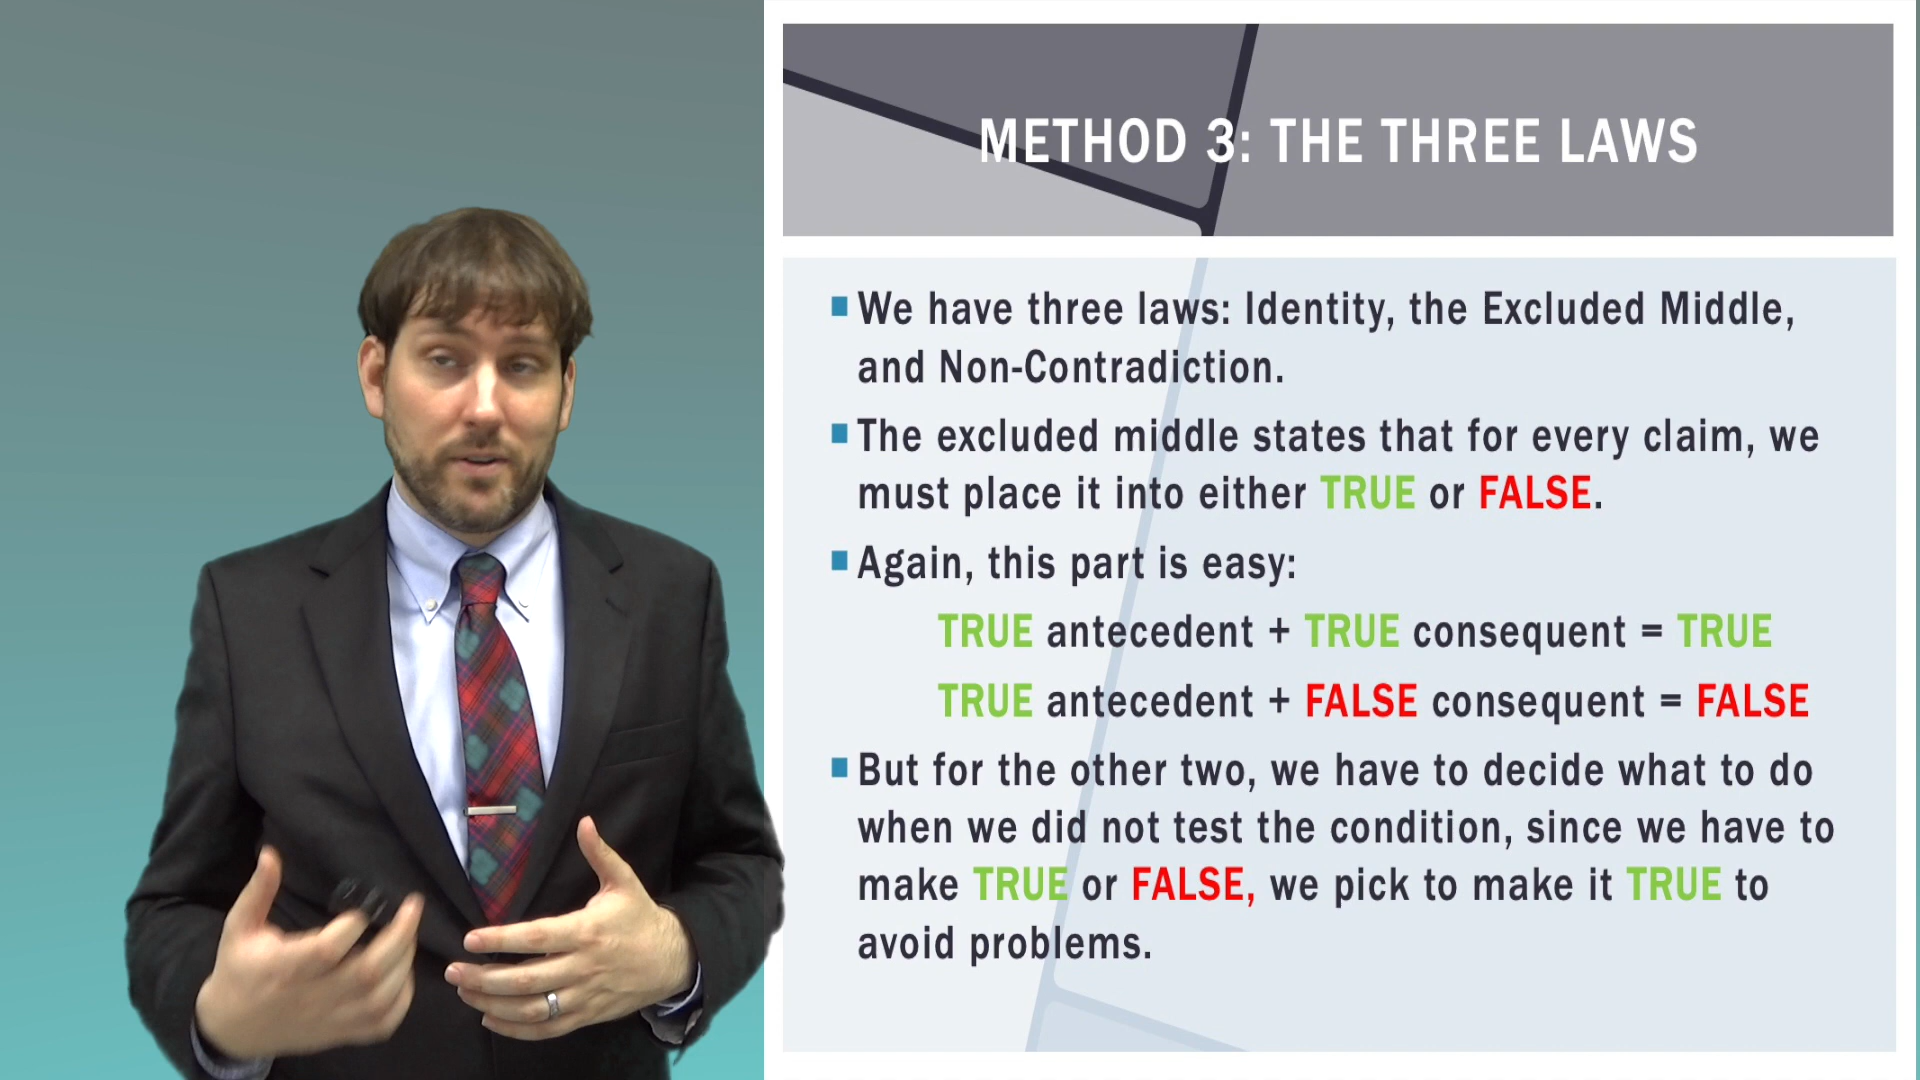 METHOD 3: THE THREE LAWS
We have three laws: Identity, the Excluded Middle,
and Non-Contradiction.
The excluded middle states that for every claim, we
must place it into either TRUE or FALSE.
Again, this part is easy:
TRUE antecedent + TRUE consequent = TRUE
TRUE antecedent + FALSE consequent = FALSE
But for the other two, we have to decide what to do
when we did not test the condition, since we have to
make TRUE or FALSE, we pick to make it TRUE to
avoid problems.